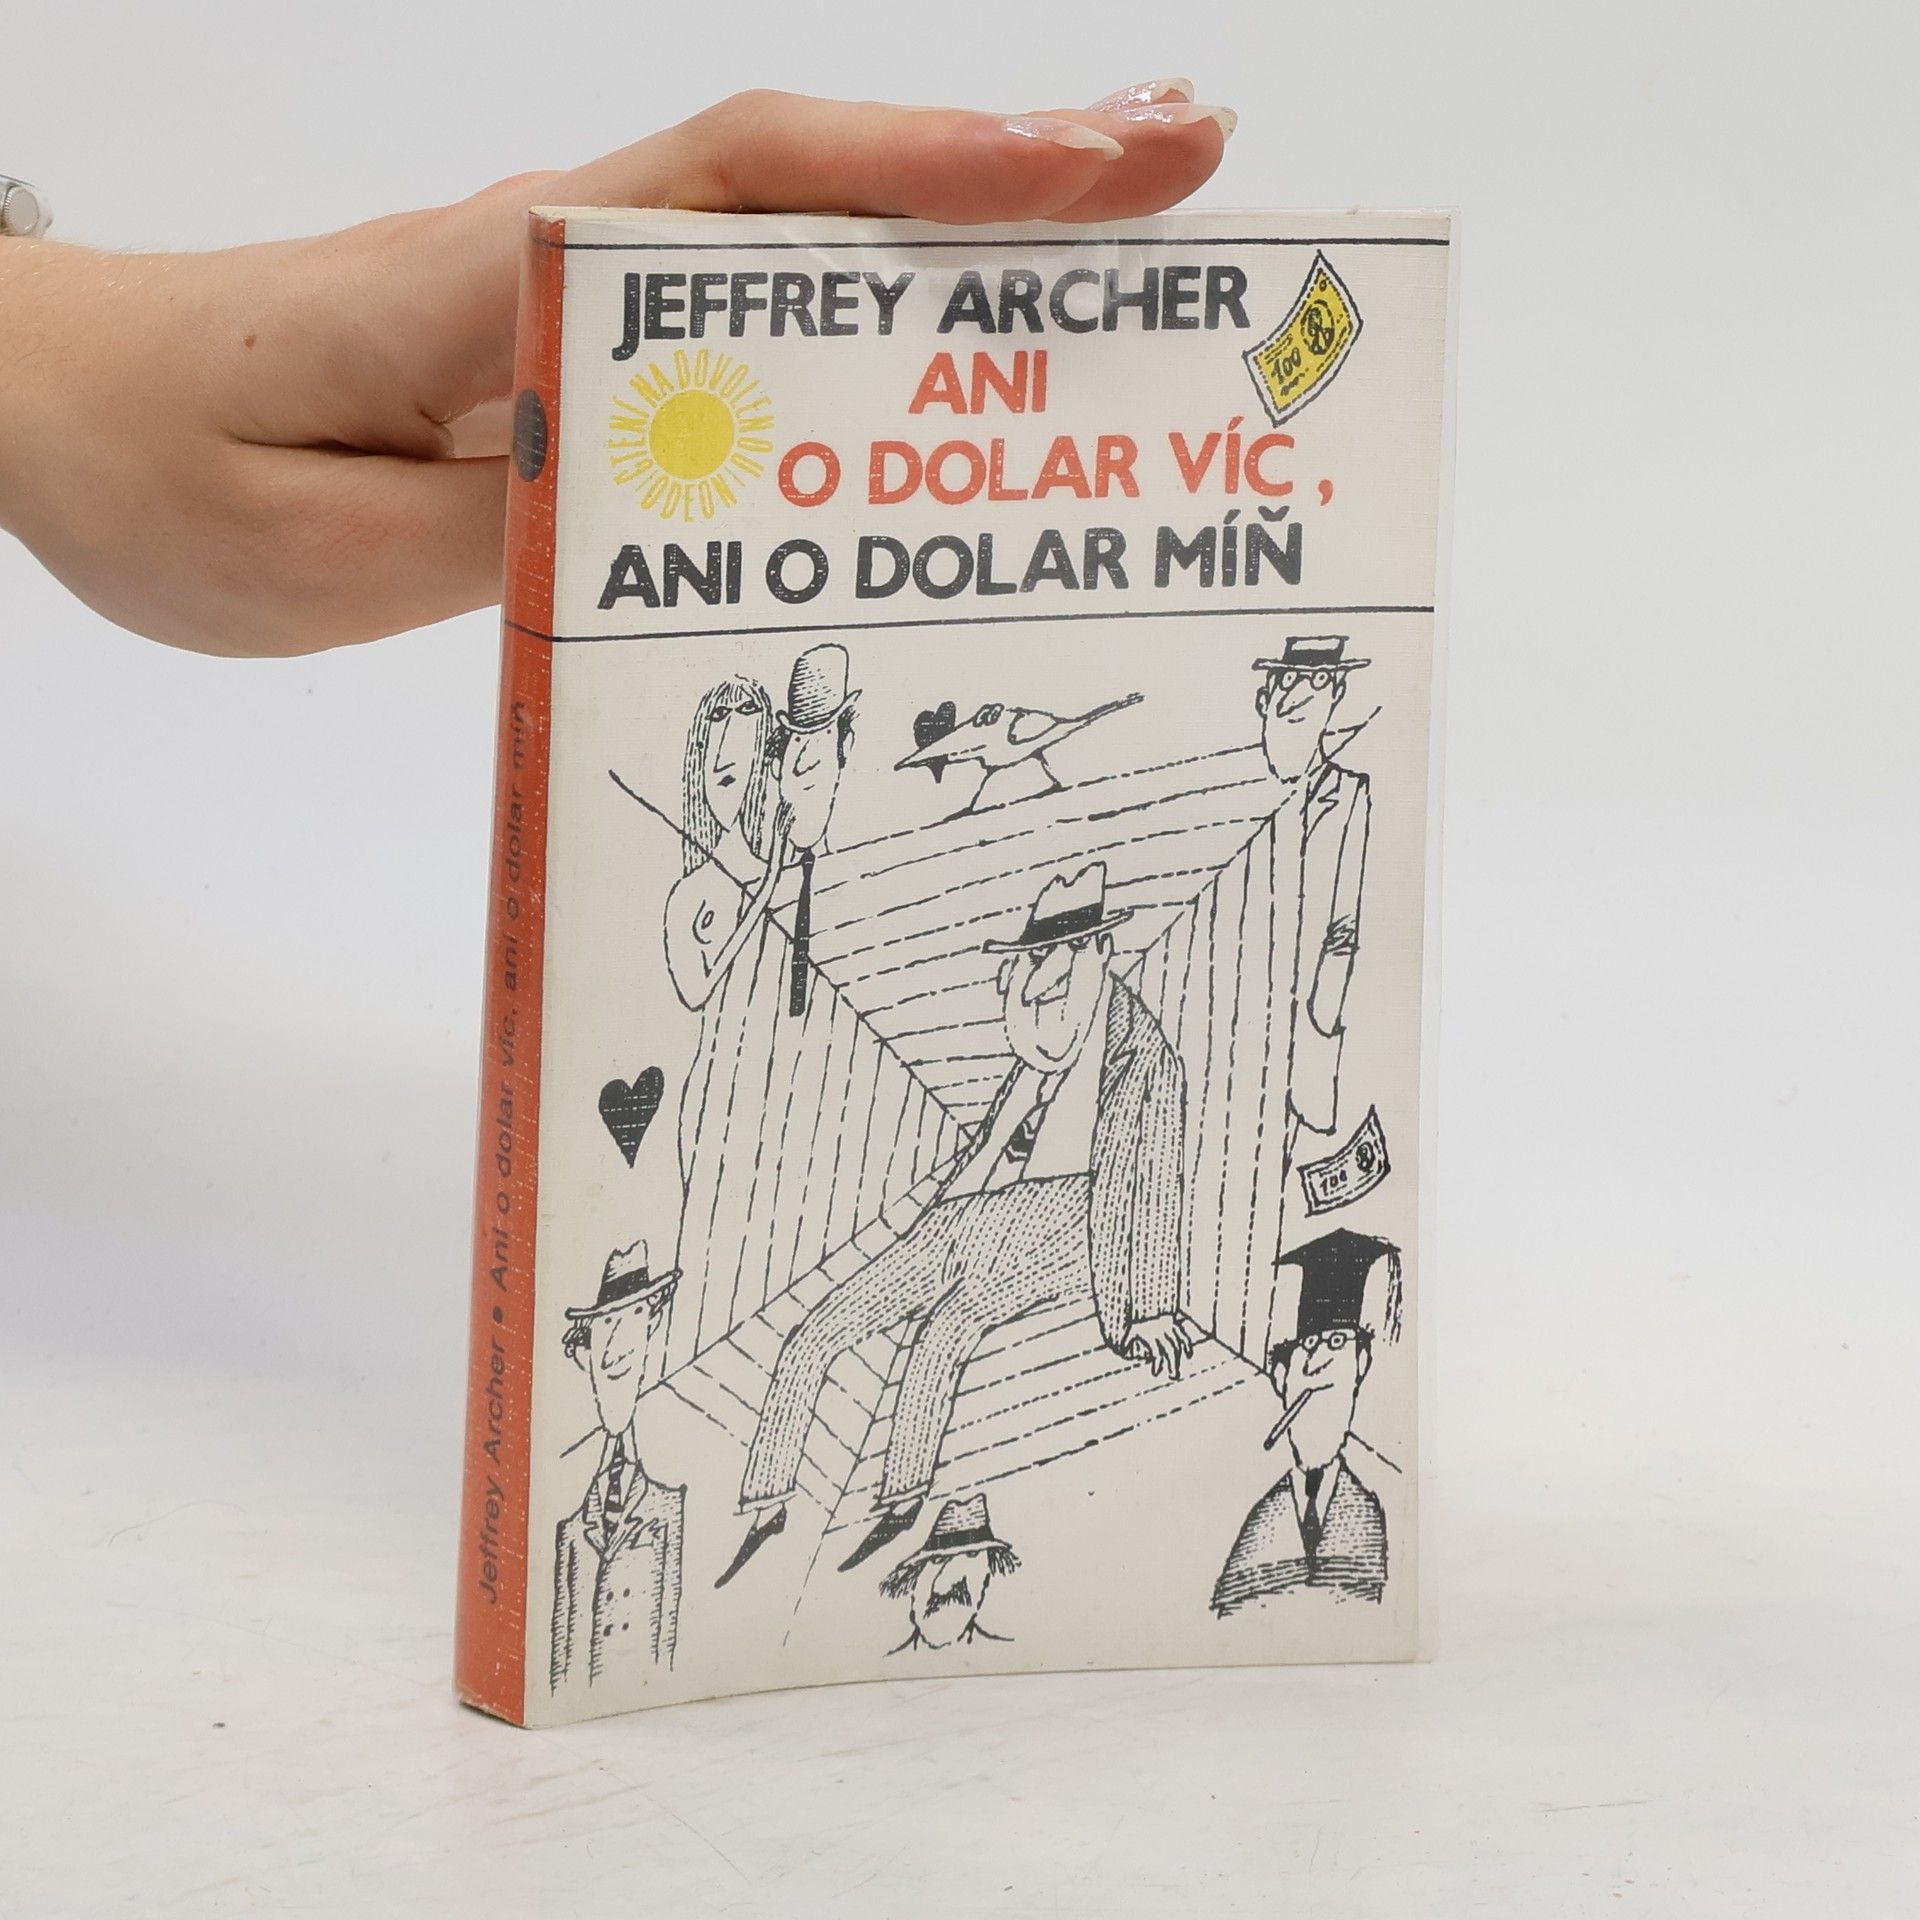 JEFFREY ARCHER
ANI
O DOLAR VÍC,
ANI O DOLAR MÍŇ
ČTENÍ NA DOVOLENOU
ODEON
100
100
Jeffrey Archer • Ani o dolar víc, ani o dolar míň